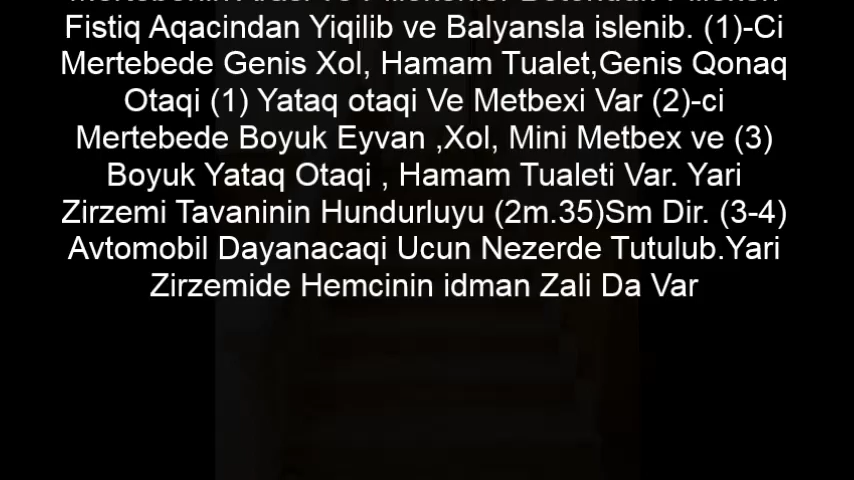 Fistiq Aqacindan Yiqilib ve Balyansla islenib. (1)-Ci
Mertebede Genis Xol, Hamam Tualet,Genis Qonaq
Otaqi (1) Yataq otaqi Ve Metbexi Var (2)-ci
Mertebede Boyuk Eyvan ,Xol, Mini Metbex ve (3)
Boyuk Yataq Otaqi , Hamam Tualeti Var. Yari
Zirzemi Tavaninin Hundurluyu (2m.35)Sm Dir. (3-4)
Avtomobil Dayanacaqi Ucun Nezerde Tutulub.Yari
Zirzemide Hemcinin idman Zali Da Var